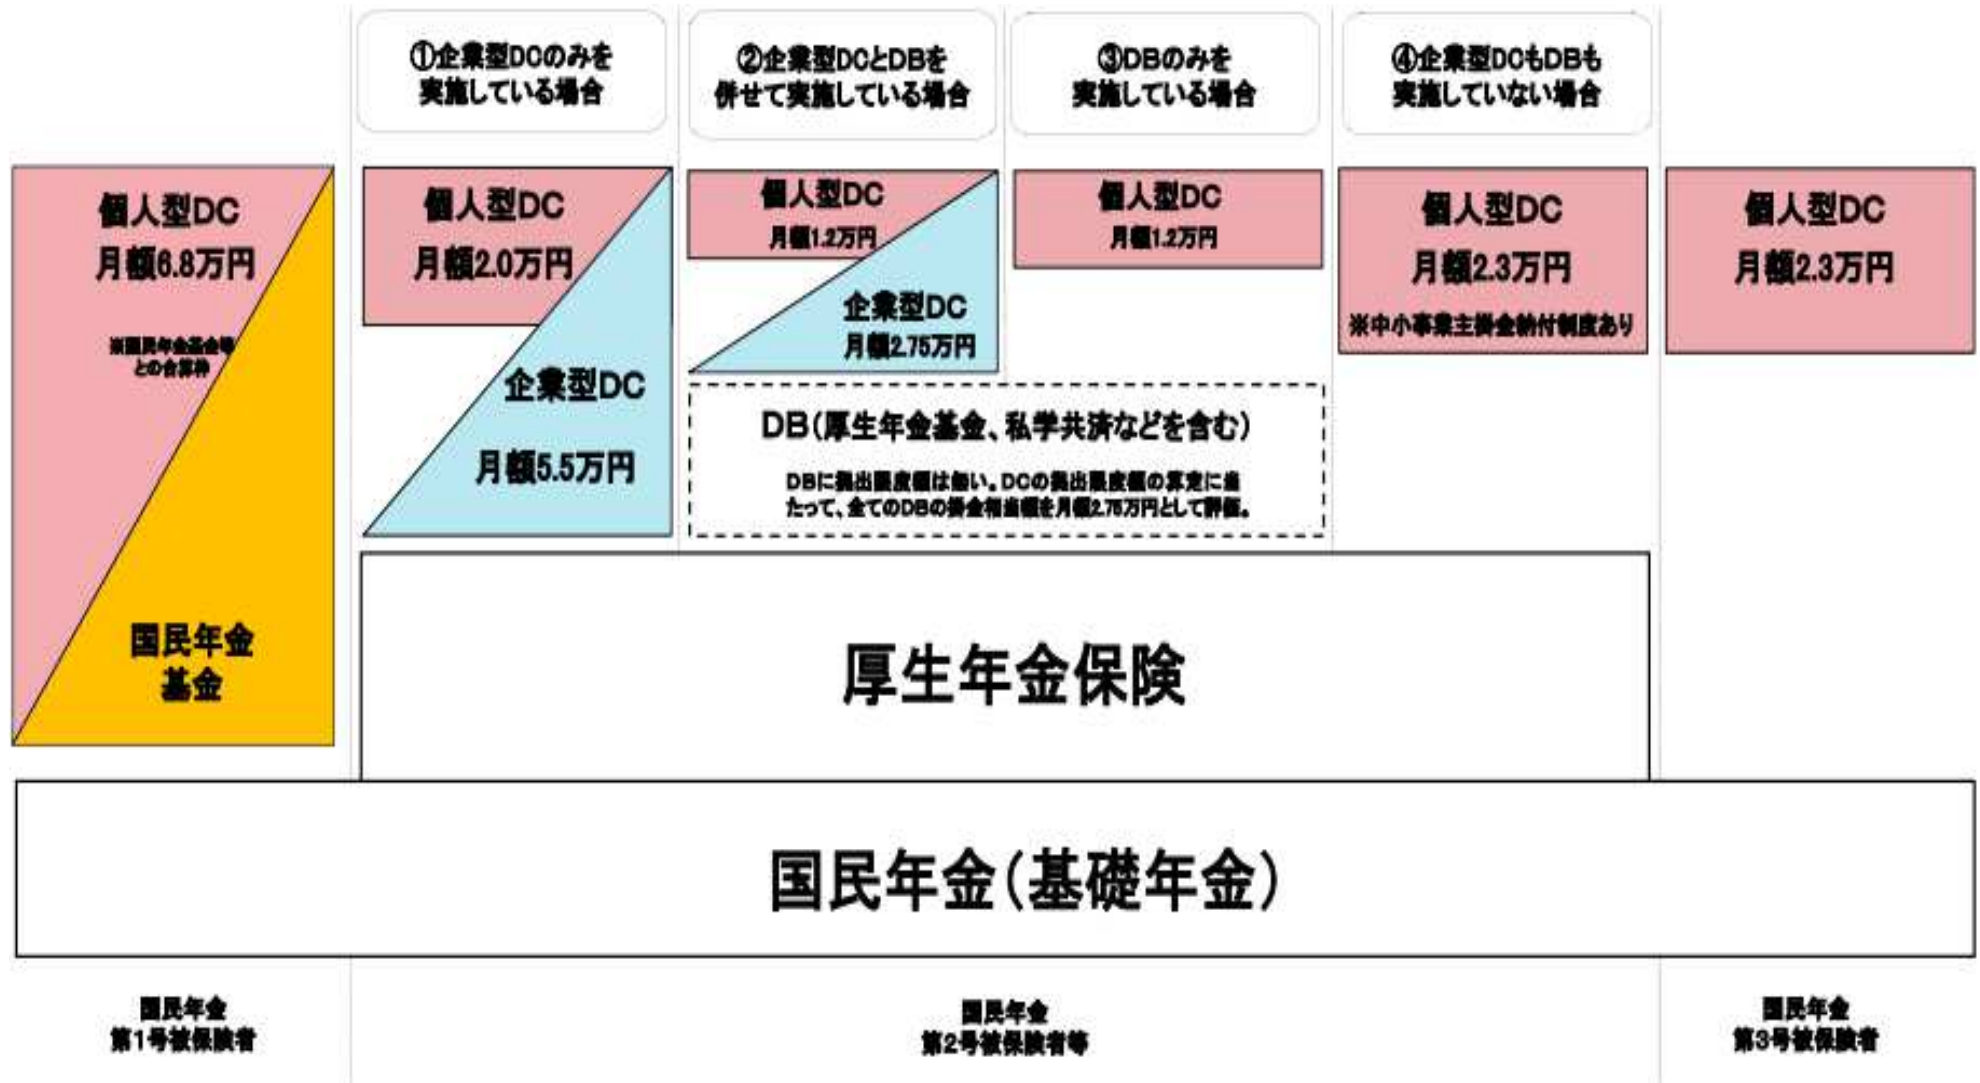 ①企業型DCのみを
実施している場合
②企業型DCとDBを
併せて実施している場合
③DBのみを
実施している場合
④企業型DCもDBも
実施していない場合
個人型DC
月額6.8万円
※国民年金基金等
との合算枠
国民年金
基金
個人型DC
月額2.0万円
企業型DC
月額5.5万円
個人型DC
月額1.2万円
企業型DC
月額2.75万円
個人型DC
月額1.2万円
個人型DC
月額2.3万円
※中小事業主掛金納付制度あり
個人型DC
月額2.3万円
DB(厚生年金基金、私学共済などを含む)
DBに拠出限度額は無い。DCの拠出限度額の算定に当
たって、全てのDBの掛金相当額を月額2.75万円として評価。
厚生年金保険
国民年金(基礎年金)
国民年金
第1号被保険者
国民年金
第2号被保険者等
国民年金
第3号被保険者